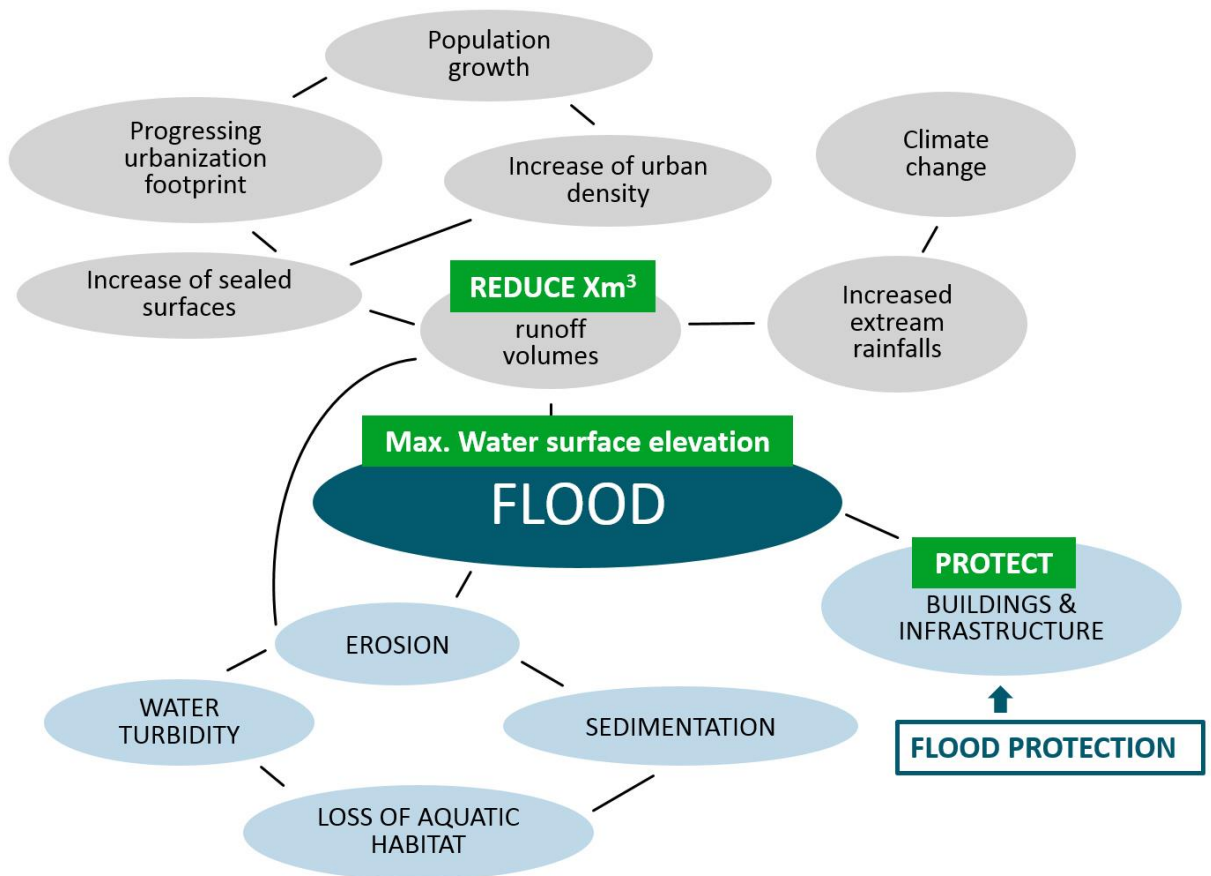 Population
growth
Progressing
urbanization
footprint
Increase of urban
density
Climate
change
Increase of sealed
surfaces
REDUCE Xm³
runoff
volumes
Increased
extream
rainfalls
Max. Water surface elevation
FLOOD
PROTECT
BUILDINGS &
INFRASTRUCTURE
EROSION
WATER
TURBIDITY
SEDIMENTATION
FLOOD PROTECTION
LOSS OF AQUATIC
HABITAT